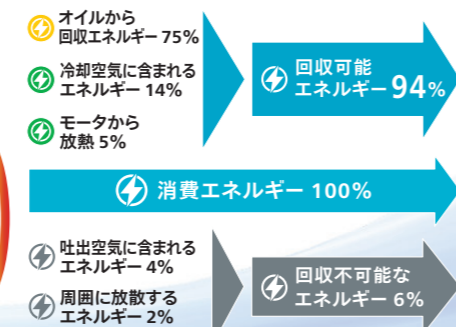 オイルから
回収エネルギー 75%
冷却空気に含まれる
エネルギー 14%
モータから
放熱 5%
回収可能
エネルギー 94%
消費エネルギー 100%
吐出空気に含まれる
エネルギー 4%
周囲に放散する
エネルギー 2%
回収不可能な
エネルギー 6%